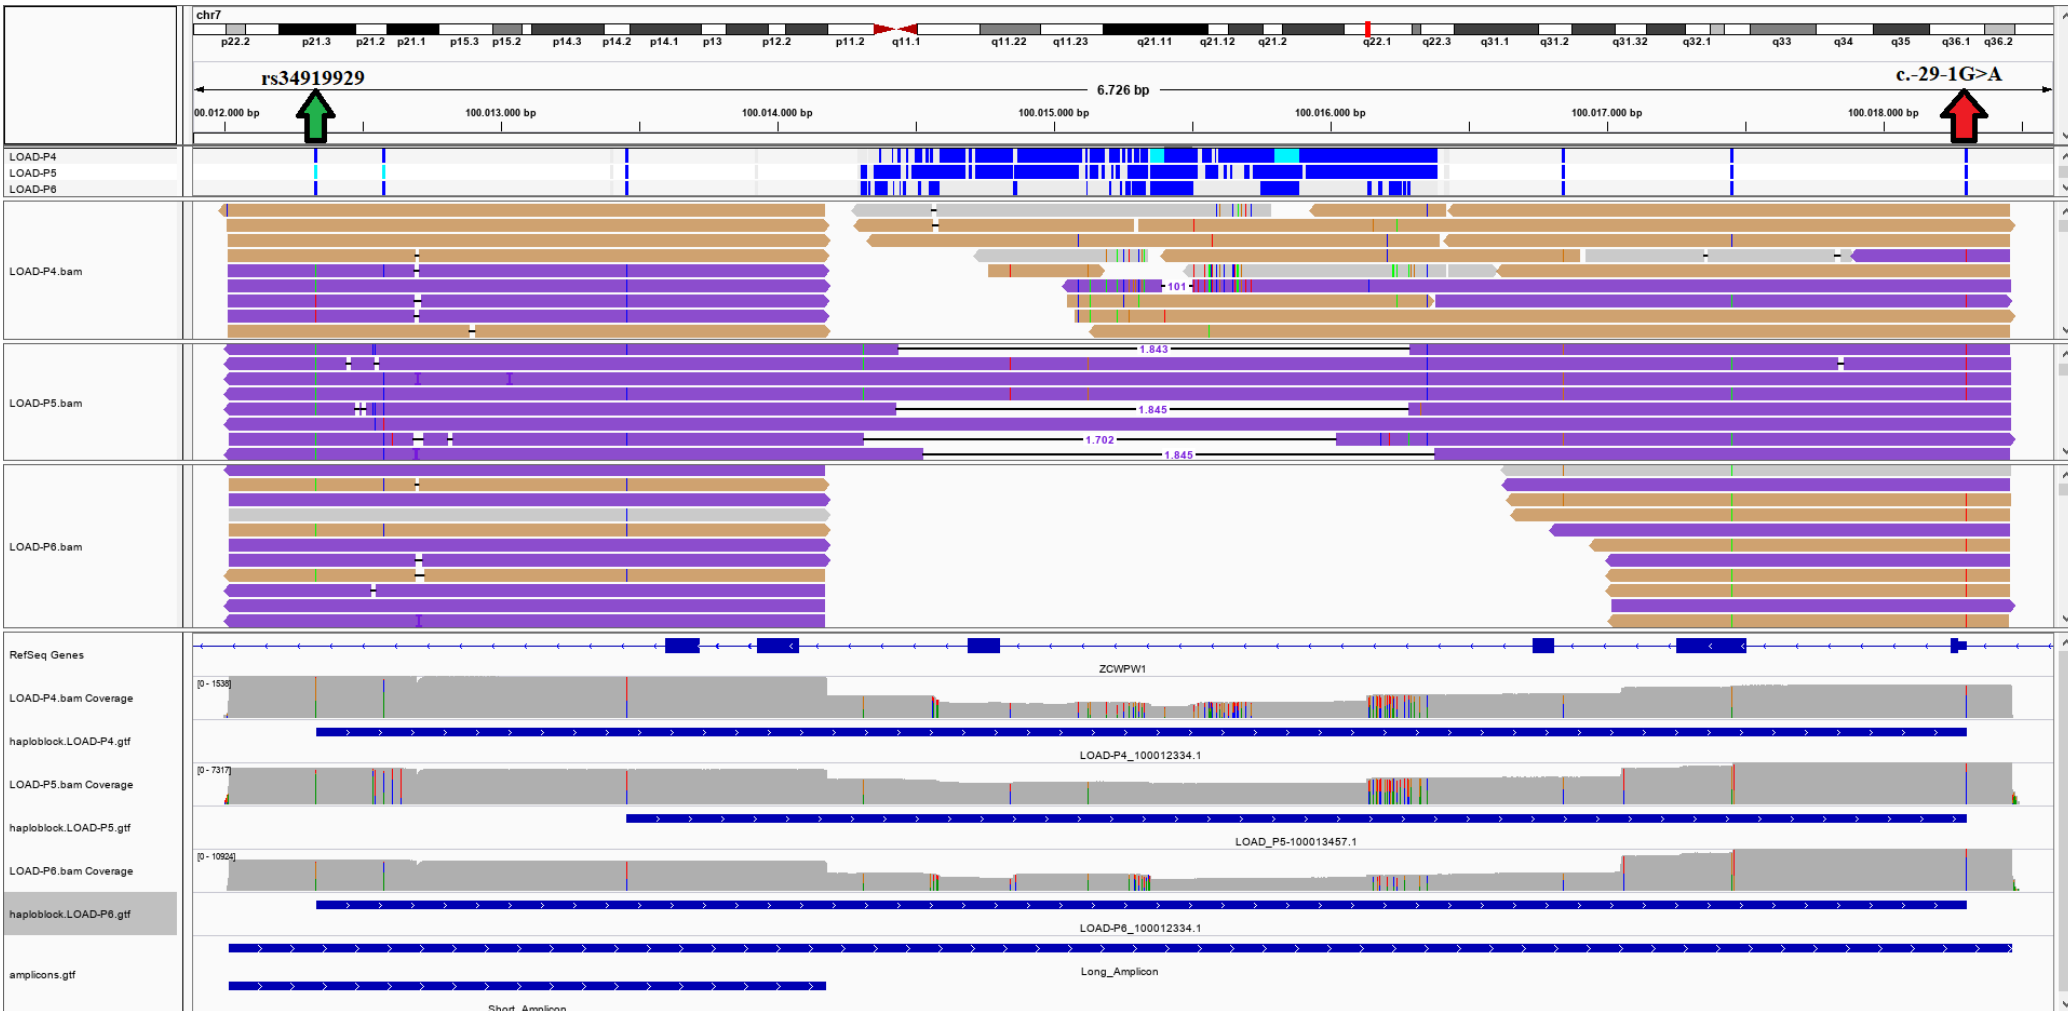 chr7
p22.2 p21.3 p21.2 p21.1 p15.3 p15.2 p14.3 p14.2 p14.1 p13 p12.2 p11.2 q11.1 q11.22 q11.23 q21.11 q21.12 q21.2 q22.1 q22.3 q31.1 q31.2 q31.32 q32.1 q33 q34 q35 q36.1 q36.2
rs34919929 c.-29-1G>A
6.726 bp
00.012.000 bp 100.013.000 bp 100.014.000 bp 100.015.000 bp 100.016.000 bp 100.017.000 bp 100.018.000 bp
LOAD-P4
LOAD-P5
LOAD-P6
LOAD-P4.bam
101
1.843
LOAD-P5.bam
1.845
1.702
1.845
LOAD-P6.bam
RefSeq Genes
ZCWPW1
[0 - 1538]
LOAD-P4.bam Coverage
haploblock.LOAD-P4.gtf
LOAD-P4_100012334.1
[0 - 7317]
LOAD-P5.bam Coverage
haploblock.LOAD-P5.gtf
LOAD_P5-100013457.1
[0 - 10924]
LOAD-P6.bam Coverage
haploblock.LOAD-P6.gtf
LOAD-P6_100012334.1
amplicons.gtf
Long_Amplicon
Short_Amplicon